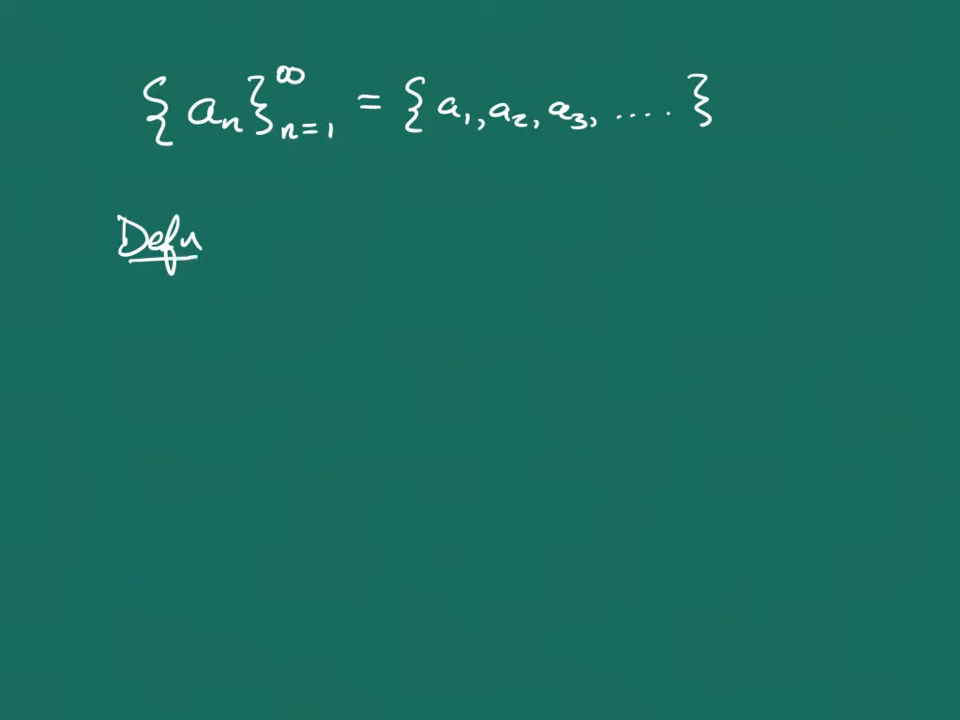 {aₙ}∞ₙ₌₁ = {a₁, a₂, a₃, ....}
Defn